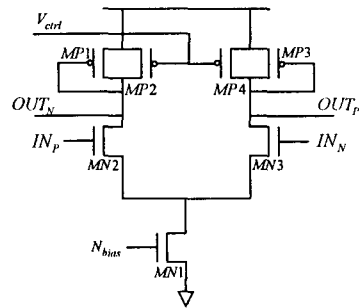 V_ctrl
MP1
MP2
MP4
MP3
OUT_N
OUT_P
IN_P
MN2
MN3
IN_N
N_bias
MN1